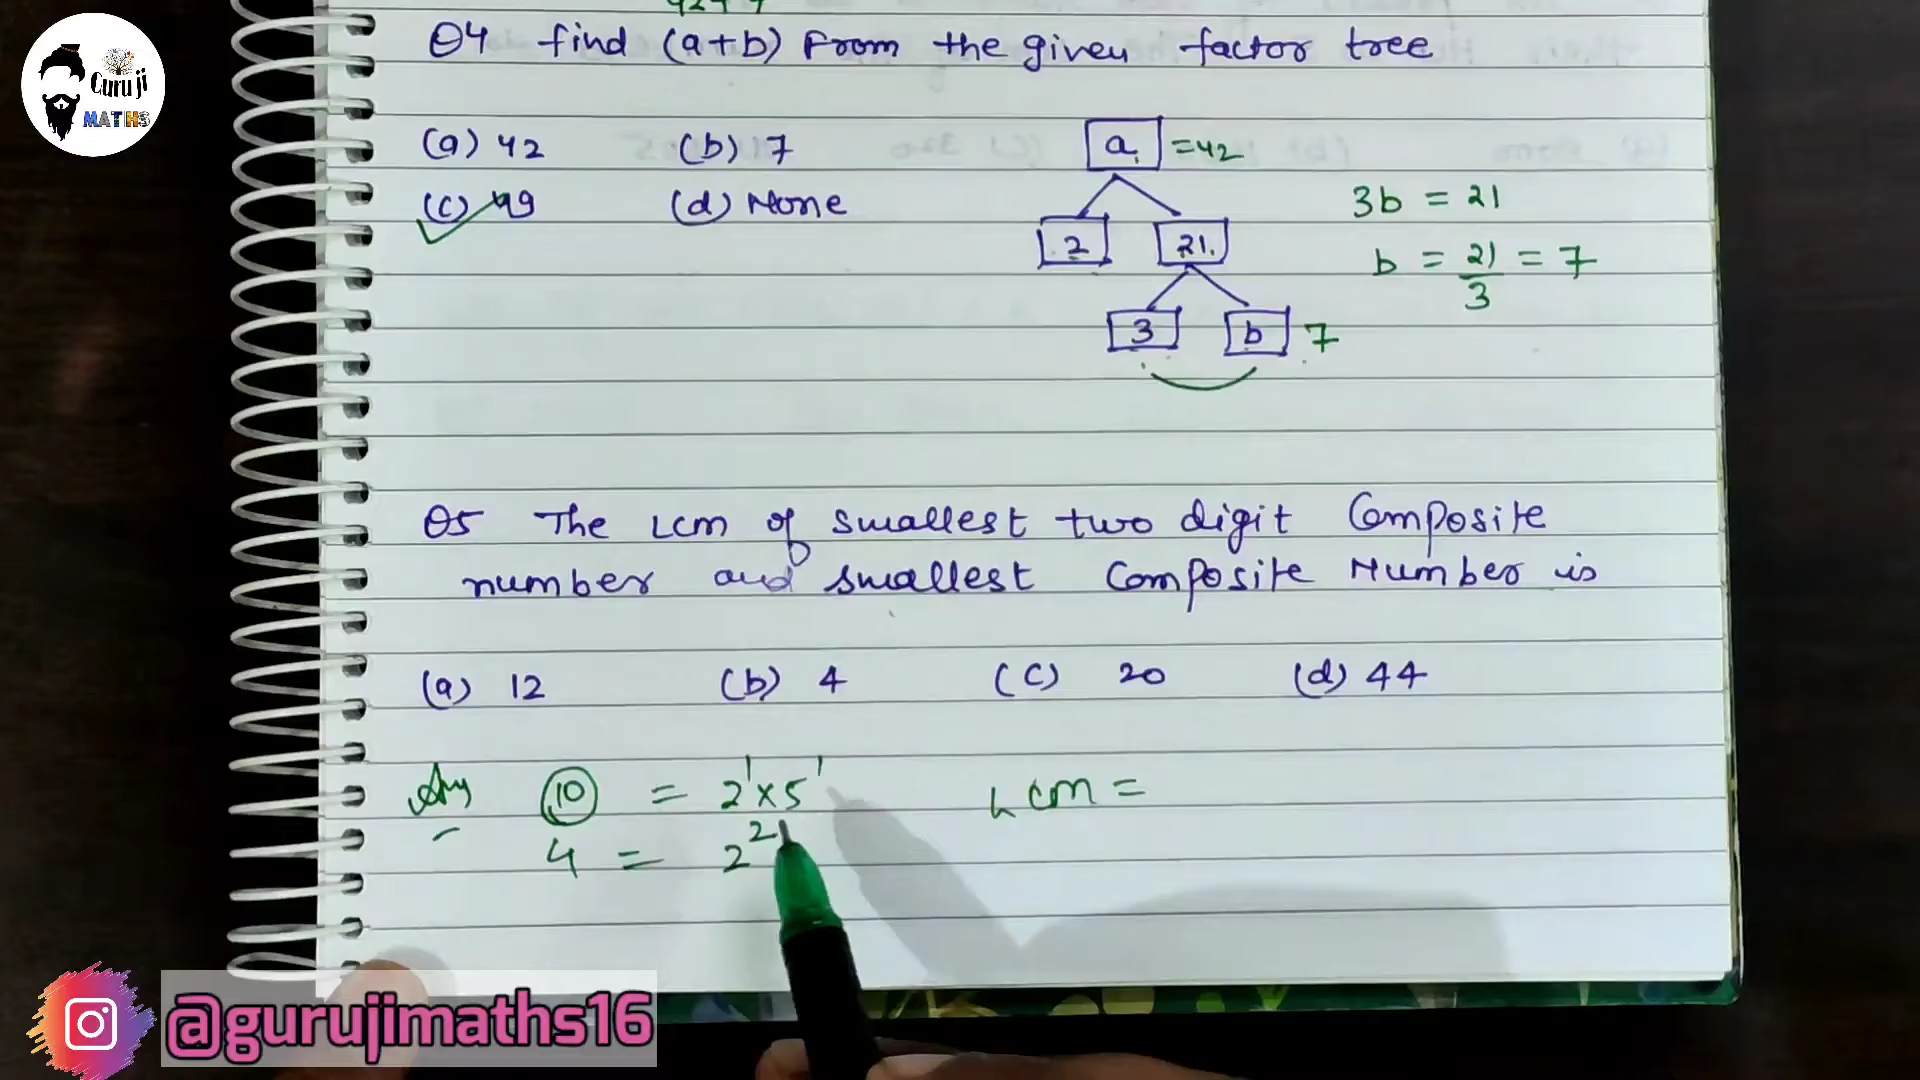 Guruji
MATHS
Q4 find (a+b) From the given factor tree
(a) 42 (b) 7
(c) 49 (d) None
a = 42
2 21
3 b 7
3b = 21
b = 21/3 = 7
Q5 The LCM of smallest two digit Composite
number and smallest Composite Number is
(a) 12 (b) 4 (c) 20 (d) 44
Ans 10 = 2¹×5¹ LCM =
4 = 2²
@gurujimaths16